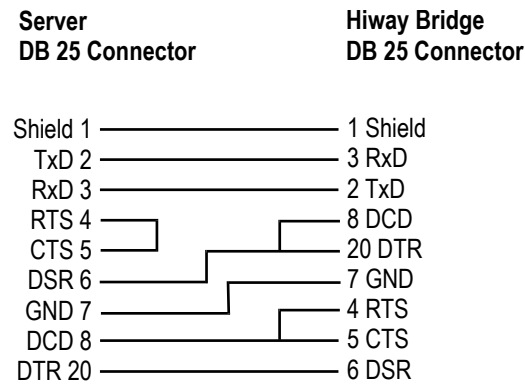 Server
DB 25 Connector
Hiway Bridge
DB 25 Connector
Shield 1
1 Shield
TxD 2
3 RxD
RxD 3
2 TxD
RTS 4
8 DCD
CTS 5
20 DTR
DSR 6
7 GND
GND 7
4 RTS
DCD 8
5 CTS
DTR 20
6 DSR